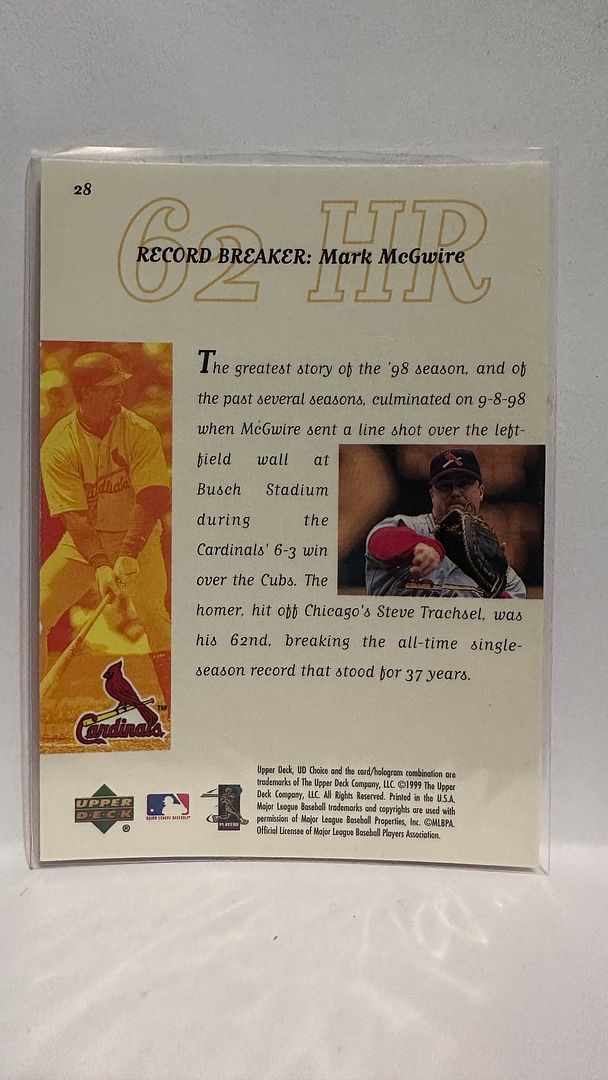 28
62 HR
RECORD BREAKER: Mark McGwire
The greatest story of the '98 season, and of
the past several seasons, culminated on 9-8-98
when McGwire sent a line shot over the left-
field wall at
Busch Stadium
during the
Cardinals' 6-3 win
over the Cubs. The
homer, hit off Chicago's Steve Trachsel, was
his 62nd, breaking the all-time single-
season record that stood for 37 years.
Cardinals
Cardinals TM
Upper Deck, UD Choice and the card/hologram combination are
trademarks of The Upper Deck Company, LLC. ©1999 The Upper
Deck Company, LLC. All Rights Reserved. Printed in the U.S.A.
Major League Baseball trademarks and copyrights are used with
permission of Major League Baseball Properties, Inc. ©MLBPA.
Official Licensee of Major League Baseball Players Association.
UPPER
DECK
®
MAJOR LEAGUE BASEBALL
PLAYERS